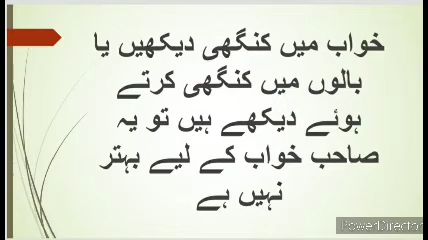 خواب میں کنگھی دیکھیں یا
بالوں میں کنگھی کرتے
ہوئے دیکھے ہیں تو یہ
صاحب خواب کے لیے بہتر
نہیں ہے
PowerDirector